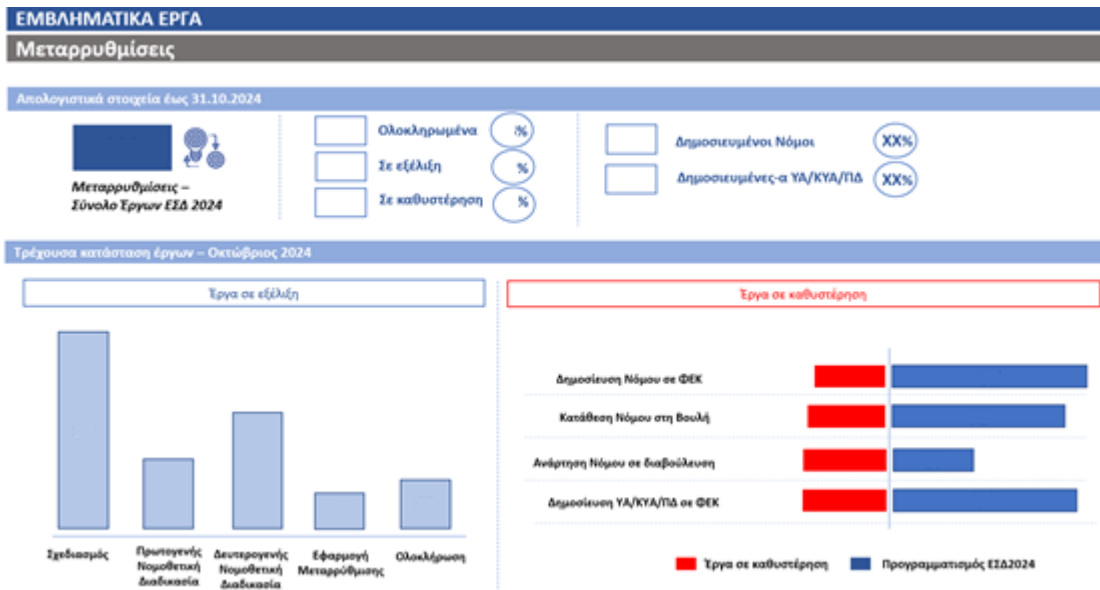 ΕΜΒΛΗΜΑΤΙΚΑ ΕΡΓΑ
Μεταρρυθμίσεις
Απολογιστικά στοιχεία έως 31.10.2024
Μεταρρυθμίσεις –
Σύνολο Έργων ΕΣΔ 2024
Ολοκληρωμένα %
Σε εξέλιξη %
Σε καθυστέρηση %
Δημοσιευμένοι Νόμοι XX%
Δημοσιευμένες-α ΥΑ/ΚΥΑ/ΠΔ XX%
Τρέχουσα κατάσταση έργων – Οκτώβριος 2024
Έργα σε εξέλιξη
Σχεδιασμός
Πρωτογενής
Νομοθετική
Διαδικασία
Δευτερογενής
Νομοθετική
Διαδικασία
Εφαρμογή
Μεταρρύθμισης
Ολοκλήρωση
Έργα σε καθυστέρηση
Δημοσίευση Νόμου σε ΦΕΚ
Κατάθεση Νόμου στη Βουλή
Ανάρτηση Νόμου σε διαβούλευση
Δημοσίευση ΥΑ/ΚΥΑ/ΠΔ σε ΦΕΚ
Έργα σε καθυστέρηση
Προγραμματισμός ΕΣΔ2024